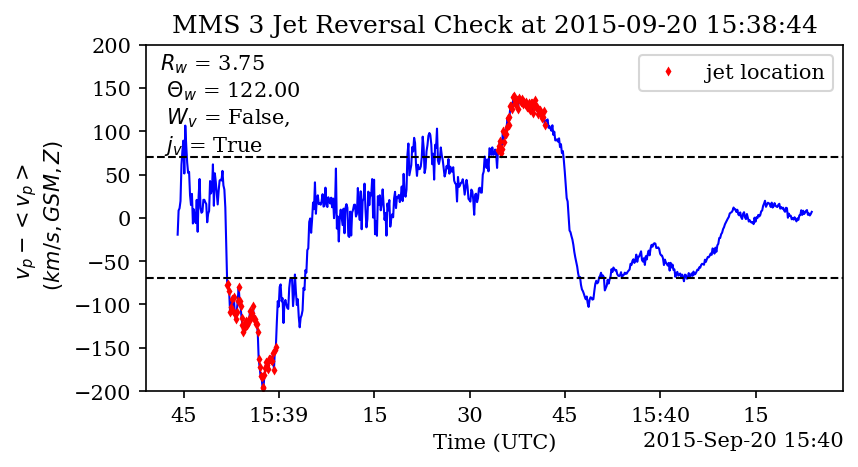 MMS 3 Jet Reversal Check at 2015-09-20 15:38:44
200
150
100
50
0
−50
−100
−150
−200
v_p − < v_p >
(km/s, GSM, Z)
R_w = 3.75
Θ_w = 122.00
W_v = False,
j_v = True
jet location
45 15:39 15 30 45 15:40 15
Time (UTC)
2015-Sep-20 15:40